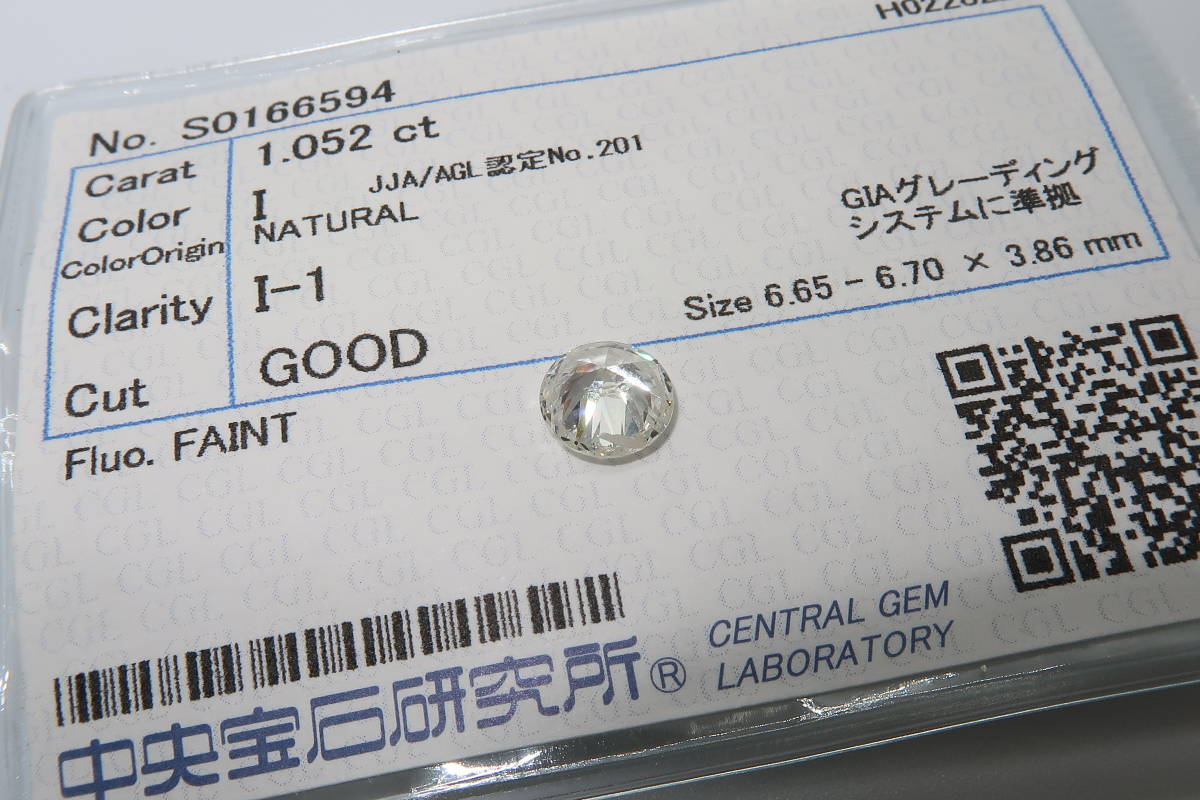 No. S0166594
Carat 1.052 ct
Color I JJA/AGL認定No.201
ColorOrigin NATURAL
GIAグレーディング
システムに準拠
Clarity I-1
Size 6.65 - 6.70 × 3.86 mm
Cut GOOD
Fluo. FAINT
中央宝石研究所®
CENTRAL GEM
LABORATORY